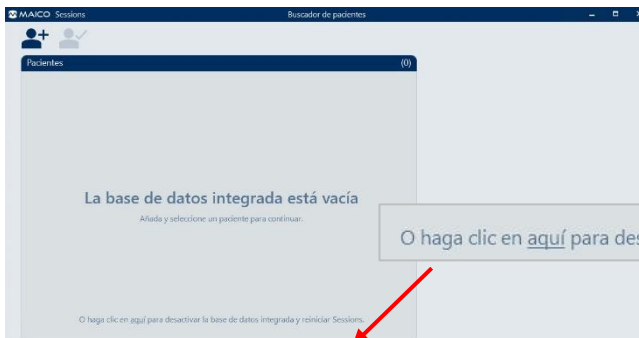 MAICO Sessions
Buscador de pacientes
Pacientes
(0)
La base de datos integrada está vacía
Añada y seleccione un paciente para continuar.
O haga clic en aquí para des
O haga clic en aquí para desactivar la base de datos integrada y reiniciar Sessions.